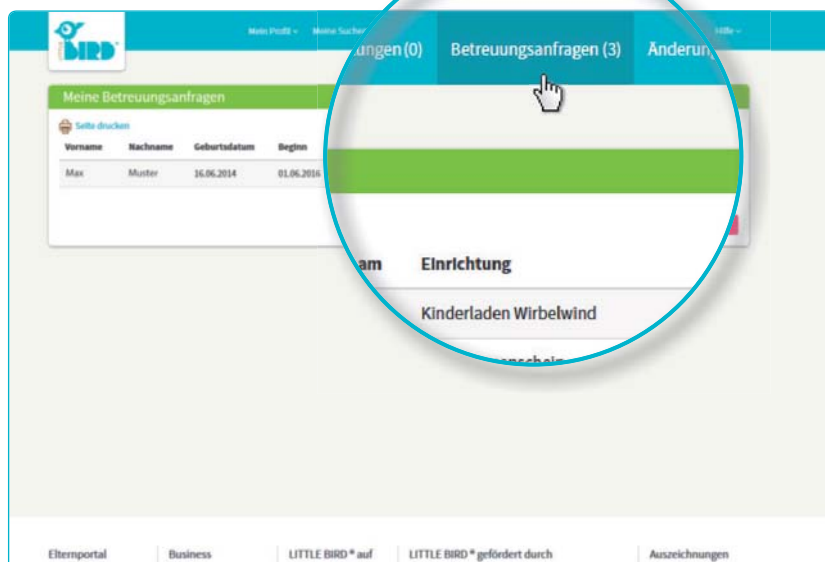 LITTLE BIRD
Mein Profil Meine Suchen
ungen (0) Betreuungsanfragen (3) Änderun
Hilfe
Meine Betreuungsanfragen
Seite drucken
Vorname Nachname Geburtsdatum Beginn
am Einrichtung
Max Muster 16.06.2014 01.06.2016
Kinderladen Wirbelwind
Elternportal Business LITTLE BIRD® auf LITTLE BIRD® gefördert durch Auszeichnungen